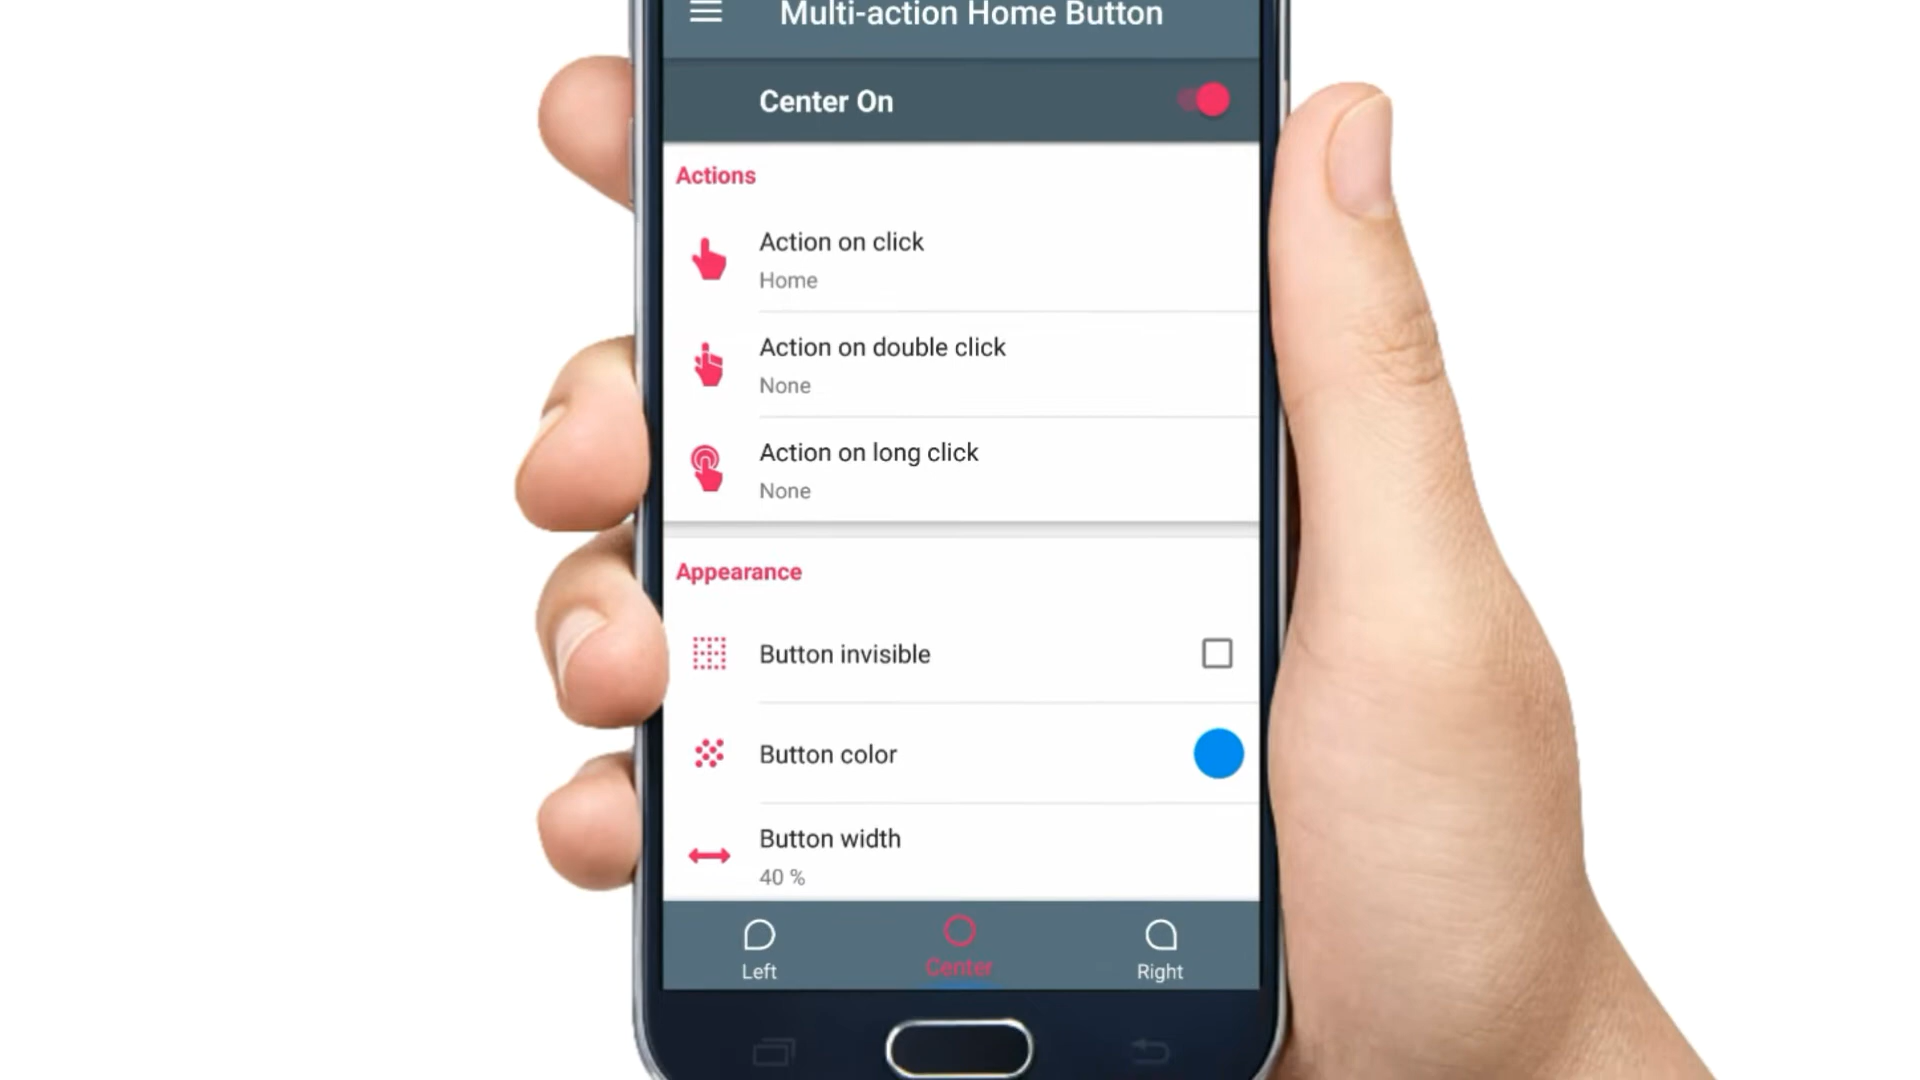 Multi-action Home Button
Center On
Actions
Action on click
Home
Action on double click
None
Action on long click
None
Appearance
Button invisible
Button color
Button width
40 %
Left
Center
Right